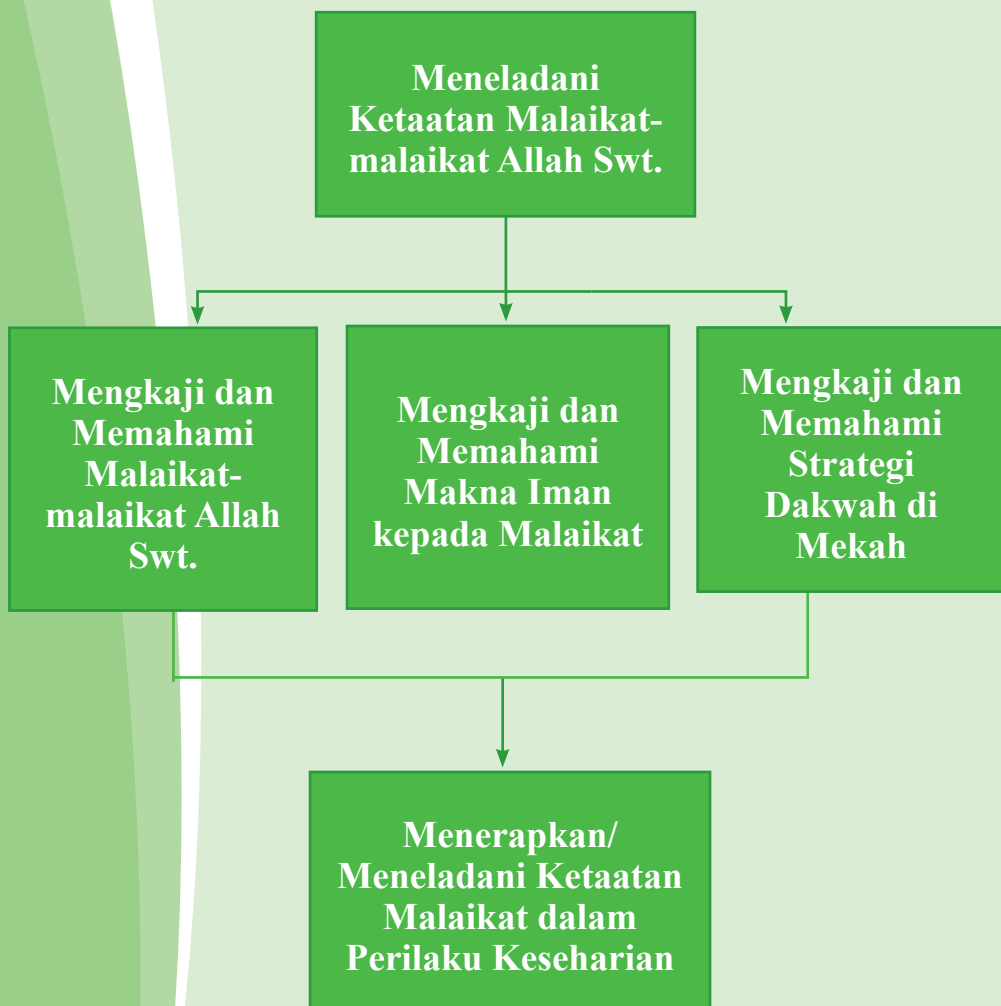 Meneladani
Ketaatan Malaikat-
malaikat Allah Swt.
Mengkaji dan
Memahami
Malaikat-
malaikat Allah
Swt.
Mengkaji dan
Memahami
Makna Iman
kepada Malaikat
Mengkaji dan
Memahami
Strategi
Dakwah di
Mekah
Menerapkan/
Meneladani Ketaatan
Malaikat dalam
Perilaku Keseharian